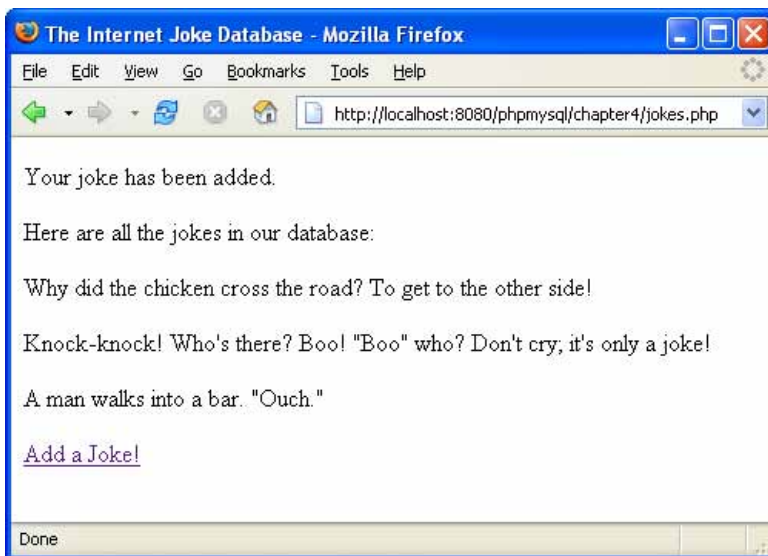 The Internet Joke Database - Mozilla Firefox
File Edit View Go Bookmarks Tools Help
http://localhost:8080/phpmysql/chapter4/jokes.php
Your joke has been added.
Here are all the jokes in our database:
Why did the chicken cross the road? To get to the other side!
Knock-knock! Who's there? Boo! "Boo" who? Don't cry; it's only a joke!
A man walks into a bar. "Ouch."
Add a Joke!
Done